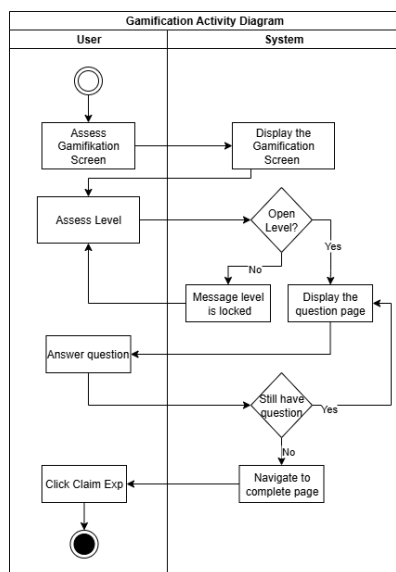 Gamification Activity Diagram
User
System
Assess
Gamifikation
Screen
Display the
Gamification
Screen
Assess Level
Open
Level?
Yes
No
Message level
is locked
Display the
question page
Answer question
Still have
question
Yes
No
Click Claim Exp
Navigate to
complete page